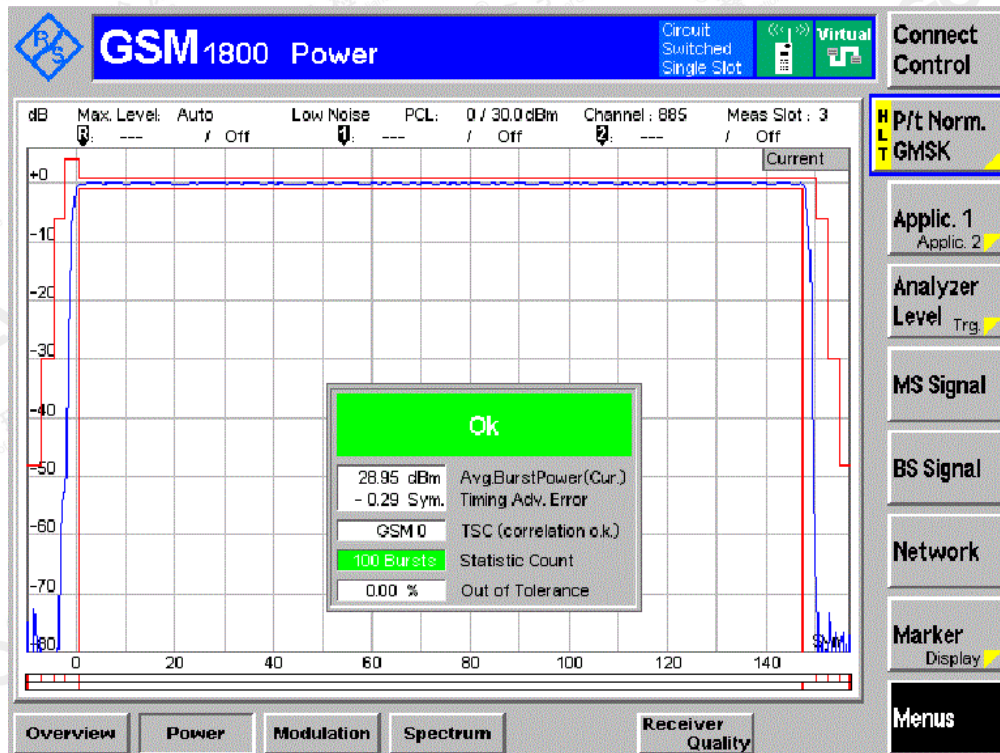 R S GSM 1800 Power
Circuit
Switched
Single Slot
Virtual
Connect
Control
dB Max. Level: Auto Low Noise PCL: 0 / 30.0 dBm Channel : 885 Meas Slot : 3
R: --- / Off 1: --- / Off 2: --- / Off
Current
H
L
T
P/t Norm.
GMSK
Applic. 1
Applic. 2
Analyzer
Level Trg.
MS Signal
BS Signal
Network
Marker
Display
Menus
+0
-10
-20
-30
-40
-50
-60
-70
-80
Ok
28.95 dBm Avg.BurstPower(Cur.)
- 0.29 Sym. Timing Adv. Error
GSM 0 TSC (correlation o.k.)
100 Bursts Statistic Count
0.00 % Out of Tolerance
Sym.
0 20 40 60 80 100 120 140
Overview Power Modulation Spectrum Receiver
Quality